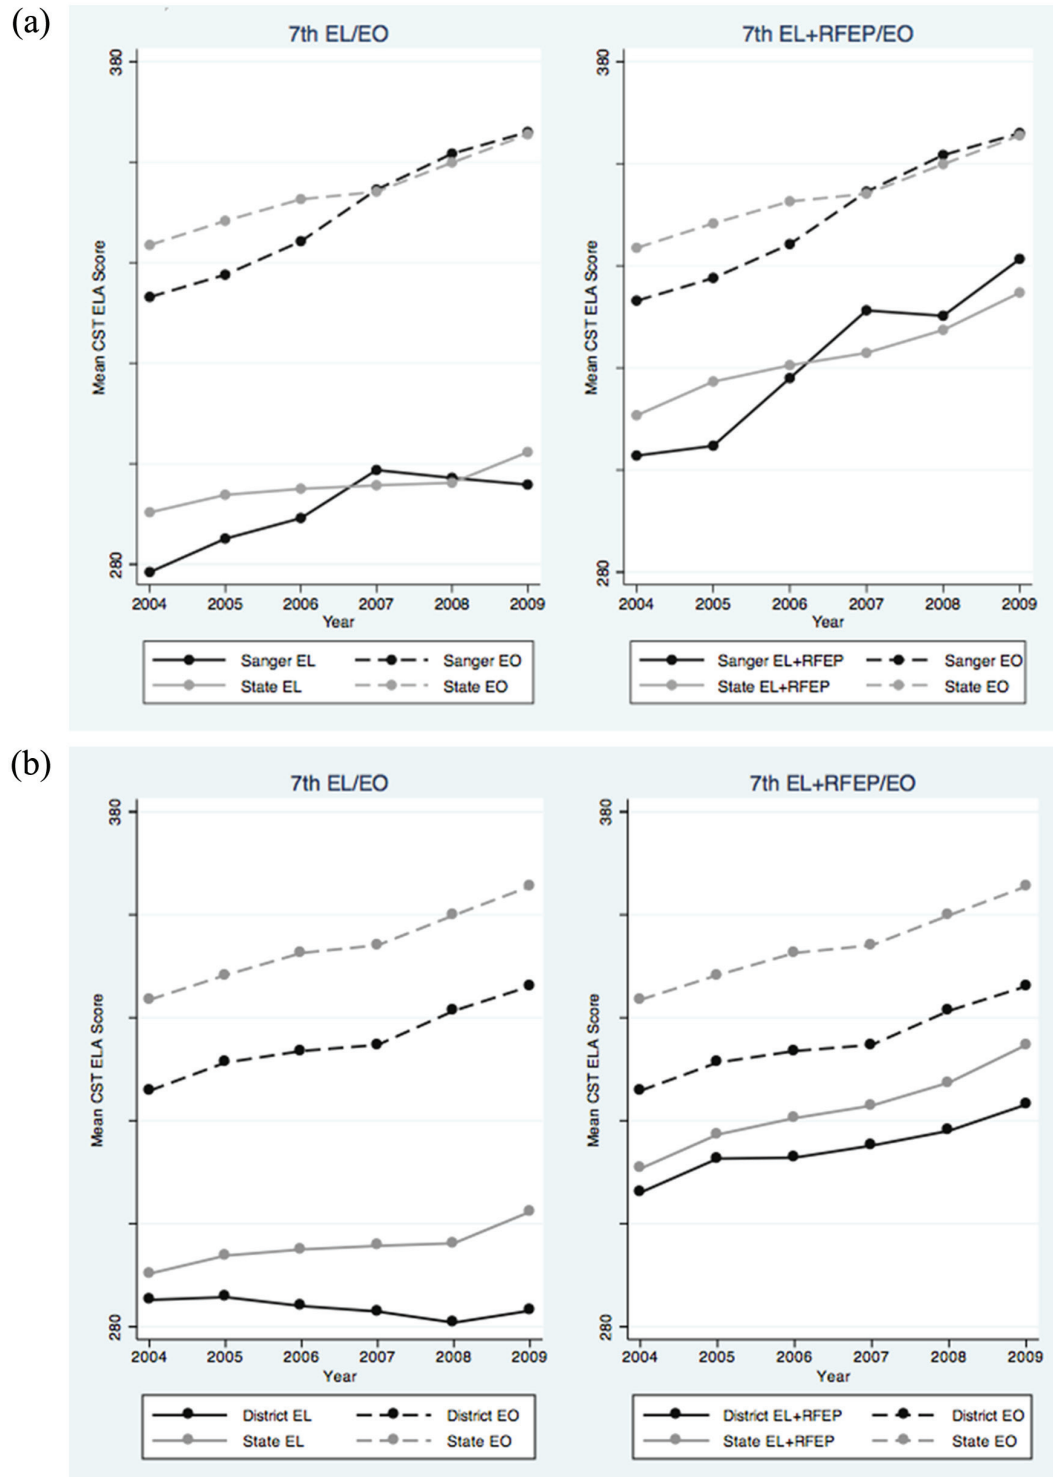 (a)
7th EL/EO
7th EL+RFEP/EO
380
Mean CST ELA Score
280
2004 2005 2006 2007 2008 2009
Year
380
Mean CST ELA Score
280
2004 2005 2006 2007 2008 2009
Year
Sanger EL Sanger EO
State EL State EO
Sanger EL+RFEP Sanger EO
State EL+RFEP State EO
(b)
7th EL/EO
7th EL+RFEP/EO
380
Mean CST ELA Score
280
2004 2005 2006 2007 2008 2009
Year
380
Mean CST ELA Score
280
2004 2005 2006 2007 2008 2009
Year
District EL District EO
State EL State EO
District EL+RFEP District EO
State EL+RFEP State EO